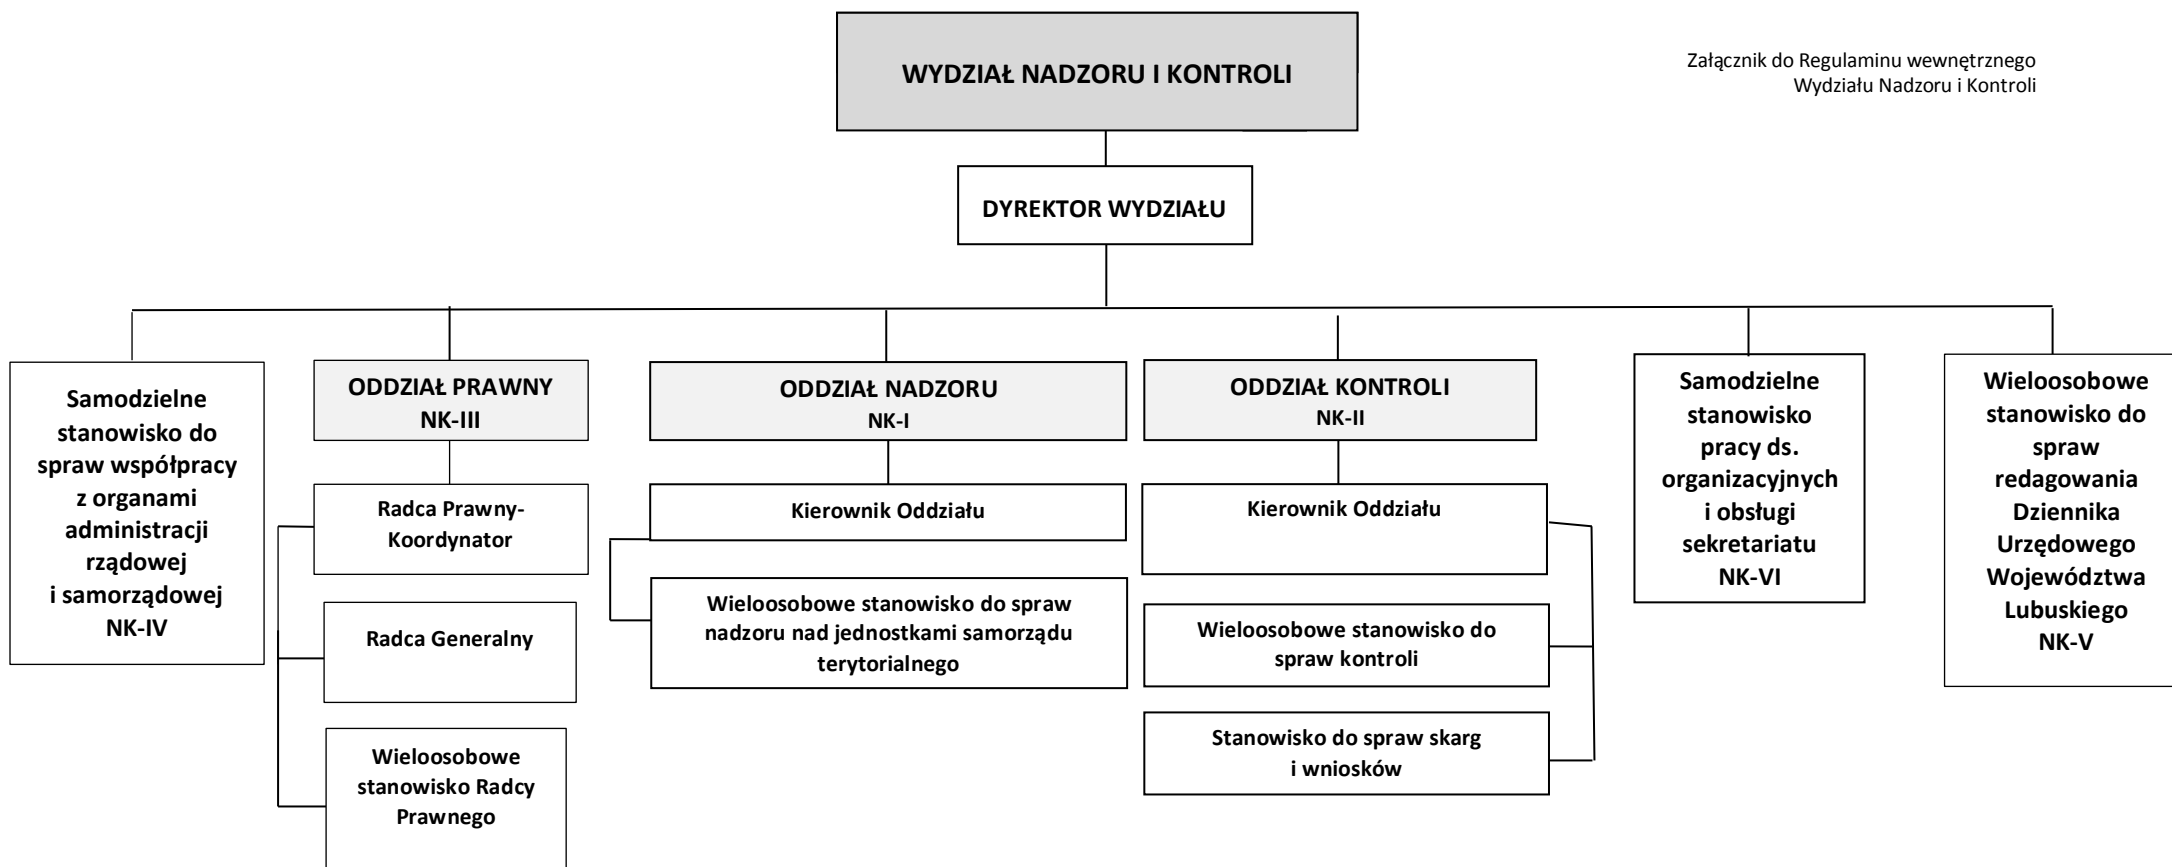 WYDZIAŁ NADZORU I KONTROLI
Załącznik do Regulaminu wewnętrznego
Wydziału Nadzoru i Kontroli
DYREKTOR WYDZIAŁU
Samodzielne
stanowisko do
spraw współpracy
z organami
administracji
rządowej
i samorządowej
NK-IV
ODDZIAŁ PRAWNY
NK-III
Radca Prawny-
Koordynator
Radca Generalny
Wieloosobowe
stanowisko Radcy
Prawnego
ODDZIAŁ NADZORU
NK-I
Kierownik Oddziału
Wieloosobowe stanowisko do spraw
nadzoru nad jednostkami samorządu
terytorialnego
ODDZIAŁ KONTROLI
NK-II
Kierownik Oddziału
Wieloosobowe stanowisko do
spraw kontroli
Stanowisko do spraw skarg
i wniosków
Samodzielne
stanowisko
pracy ds.
organizacyjnych
i obsługi
sekretariatu
NK-VI
Wieloosobowe
stanowisko do
spraw
redagowania
Dziennika
Urzędowego
Województwa
Lubuskiego
NK-V